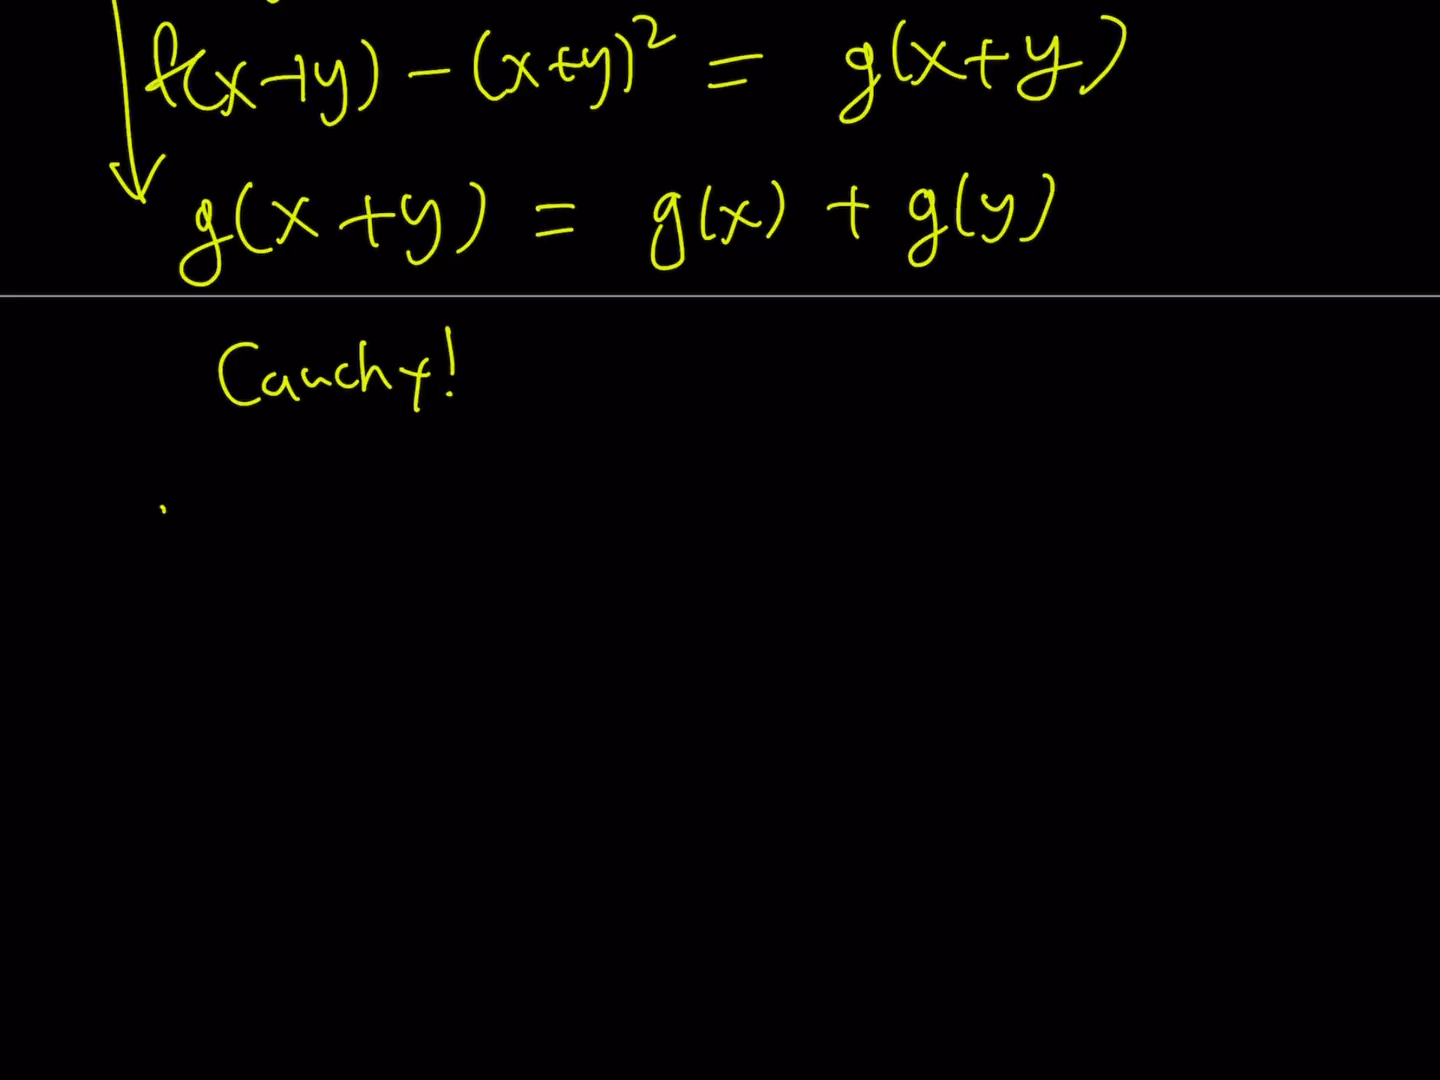 f(x+y) - (x+y)² = g(x+y)
g(x+y) = g(x) + g(y)
Cauchy!